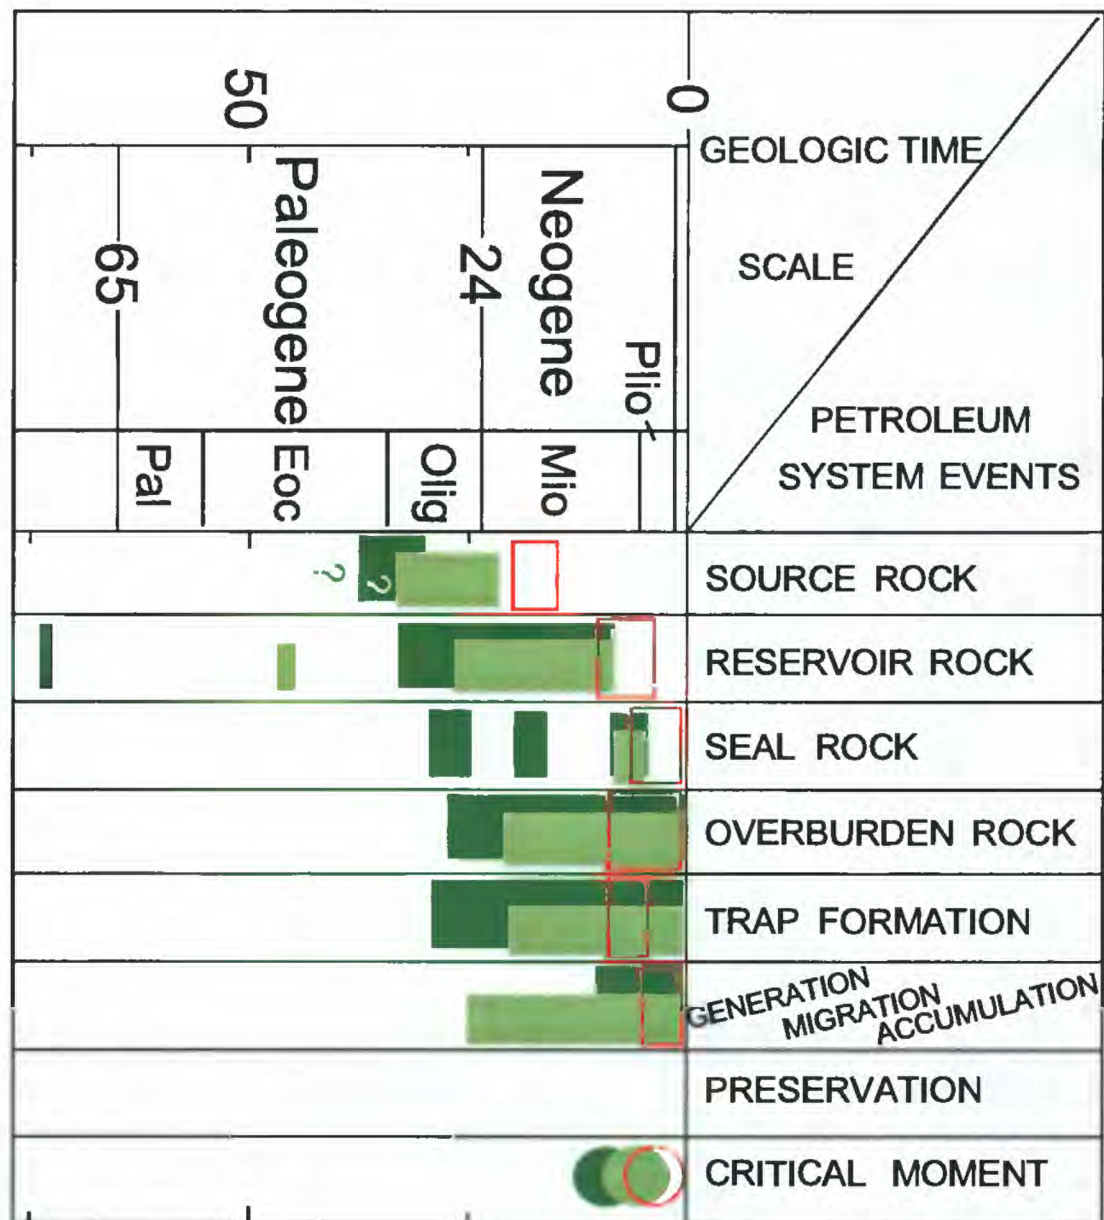 50
0
GEOLOGIC TIME
SCALE
PETROLEUM
SYSTEM EVENTS
65
Paleogene
24
Neogene
Plio
Pal
Eoc
Olig
Mio
? ?
SOURCE ROCK
RESERVOIR ROCK
SEAL ROCK
OVERBURDEN ROCK
TRAP FORMATION
GENERATION
MIGRATION
ACCUMULATION
PRESERVATION
CRITICAL MOMENT